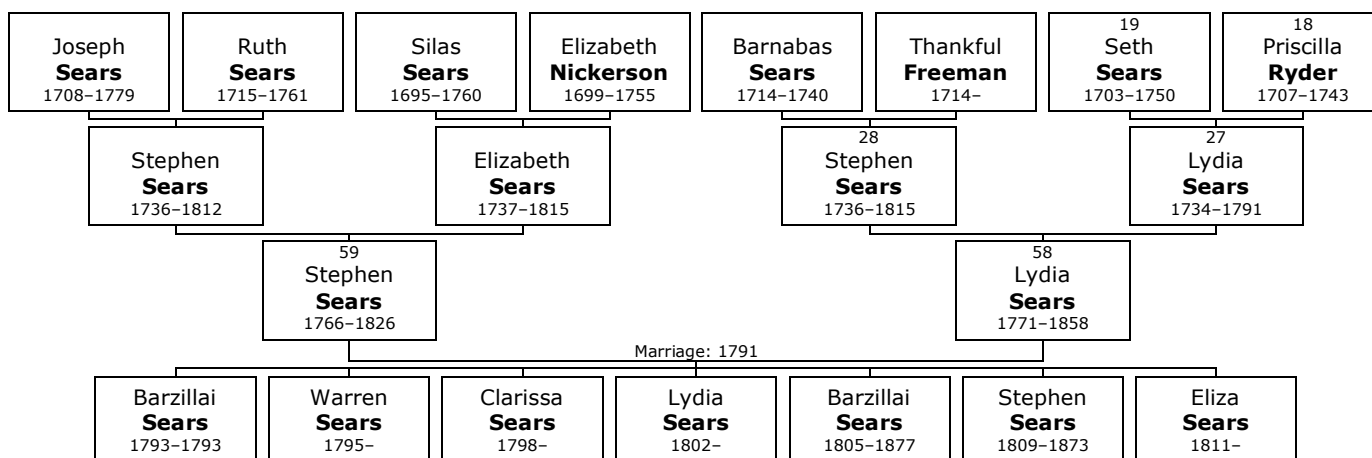 Joseph
Sears
1708–1779
Ruth
Sears
1715–1761
Silas
Sears
1695–1760
Elizabeth
Nickerson
1699–1755
Barnabas
Sears
1714–1740
Thankful
Freeman
1714–
19
Seth
Sears
1703–1750
18
Priscilla
Ryder
1707–1743
Stephen
Sears
1736–1812
Elizabeth
Sears
1737–1815
28
Stephen
Sears
1736–1815
27
Lydia
Sears
1734–1791
59
Stephen
Sears
1766–1826
58
Lydia
Sears
1771–1858
Marriage: 1791
Barzillai
Sears
1793–1793
Warren
Sears
1795–
Clarissa
Sears
1798–
Lydia
Sears
1802–
Barzillai
Sears
1805–1877
Stephen
Sears
1809–1873
Eliza
Sears
1811–